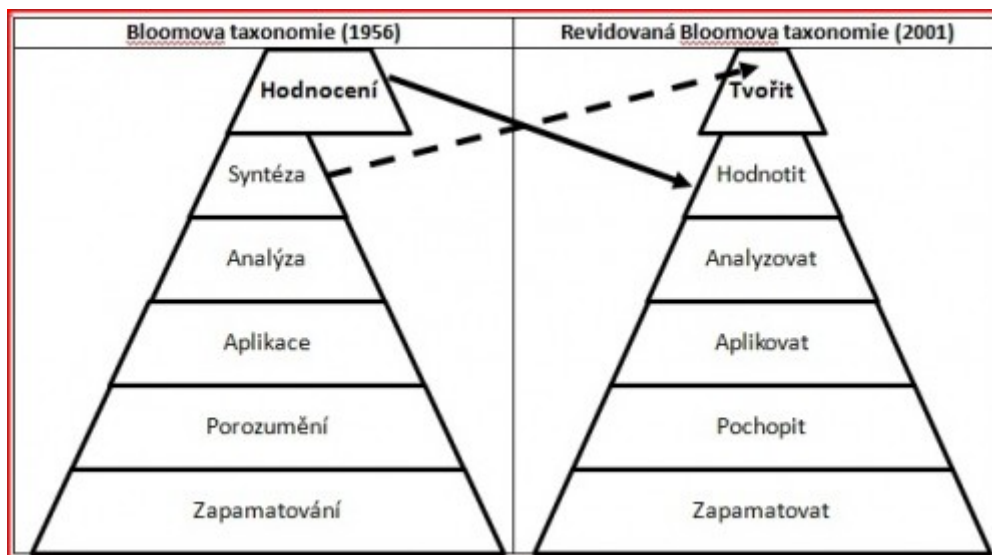 Bloomova taxonomie (1956)
Revidovaná Bloomova taxonomie (2001)
Hodnocení
Syntéza
Analýza
Aplikace
Porozumění
Zapamatování
Tvořit
Hodnotit
Analyzovat
Aplikovat
Pochopit
Zapamatovat